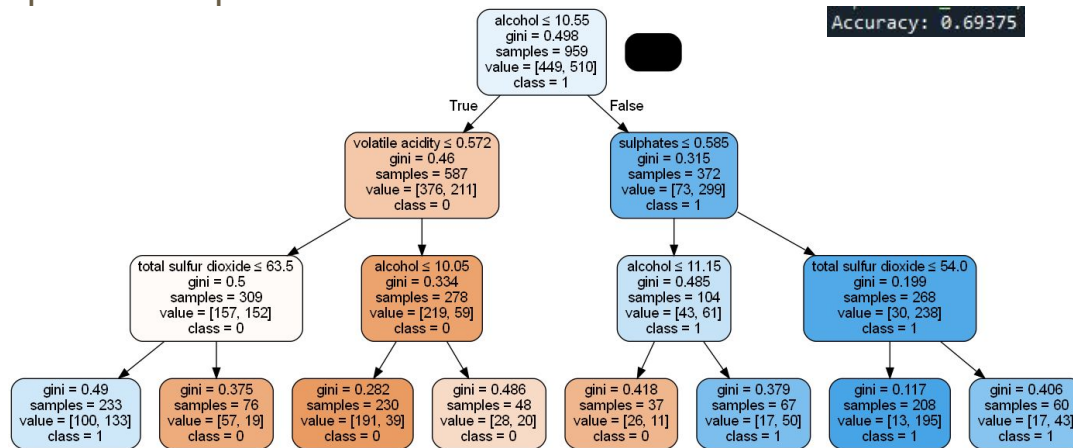 Accuracy: 0.69375
alcohol ≤ 10.55
gini = 0.498
samples = 959
value = [449, 510]
class = 1
True
False
volatile acidity ≤ 0.572
gini = 0.46
samples = 587
value = [376, 211]
class = 0
sulphates ≤ 0.585
gini = 0.315
samples = 372
value = [73, 299]
class = 1
total sulfur dioxide ≤ 63.5
gini = 0.5
samples = 309
value = [157, 152]
class = 0
alcohol ≤ 10.05
gini = 0.334
samples = 278
value = [219, 59]
class = 0
alcohol ≤ 11.15
gini = 0.485
samples = 104
value = [43, 61]
class = 1
total sulfur dioxide ≤ 54.0
gini = 0.199
samples = 268
value = [30, 238]
class = 1
gini = 0.49
samples = 233
value = [100, 133]
class = 1
gini = 0.375
samples = 76
value = [57, 19]
class = 0
gini = 0.282
samples = 230
value = [191, 39]
class = 0
gini = 0.486
samples = 48
value = [28, 20]
class = 0
gini = 0.418
samples = 37
value = [26, 11]
class = 0
gini = 0.379
samples = 67
value = [17, 50]
class = 1
gini = 0.117
samples = 208
value = [13, 195]
class = 1
gini = 0.406
samples = 60
value = [17, 43]
class = 1